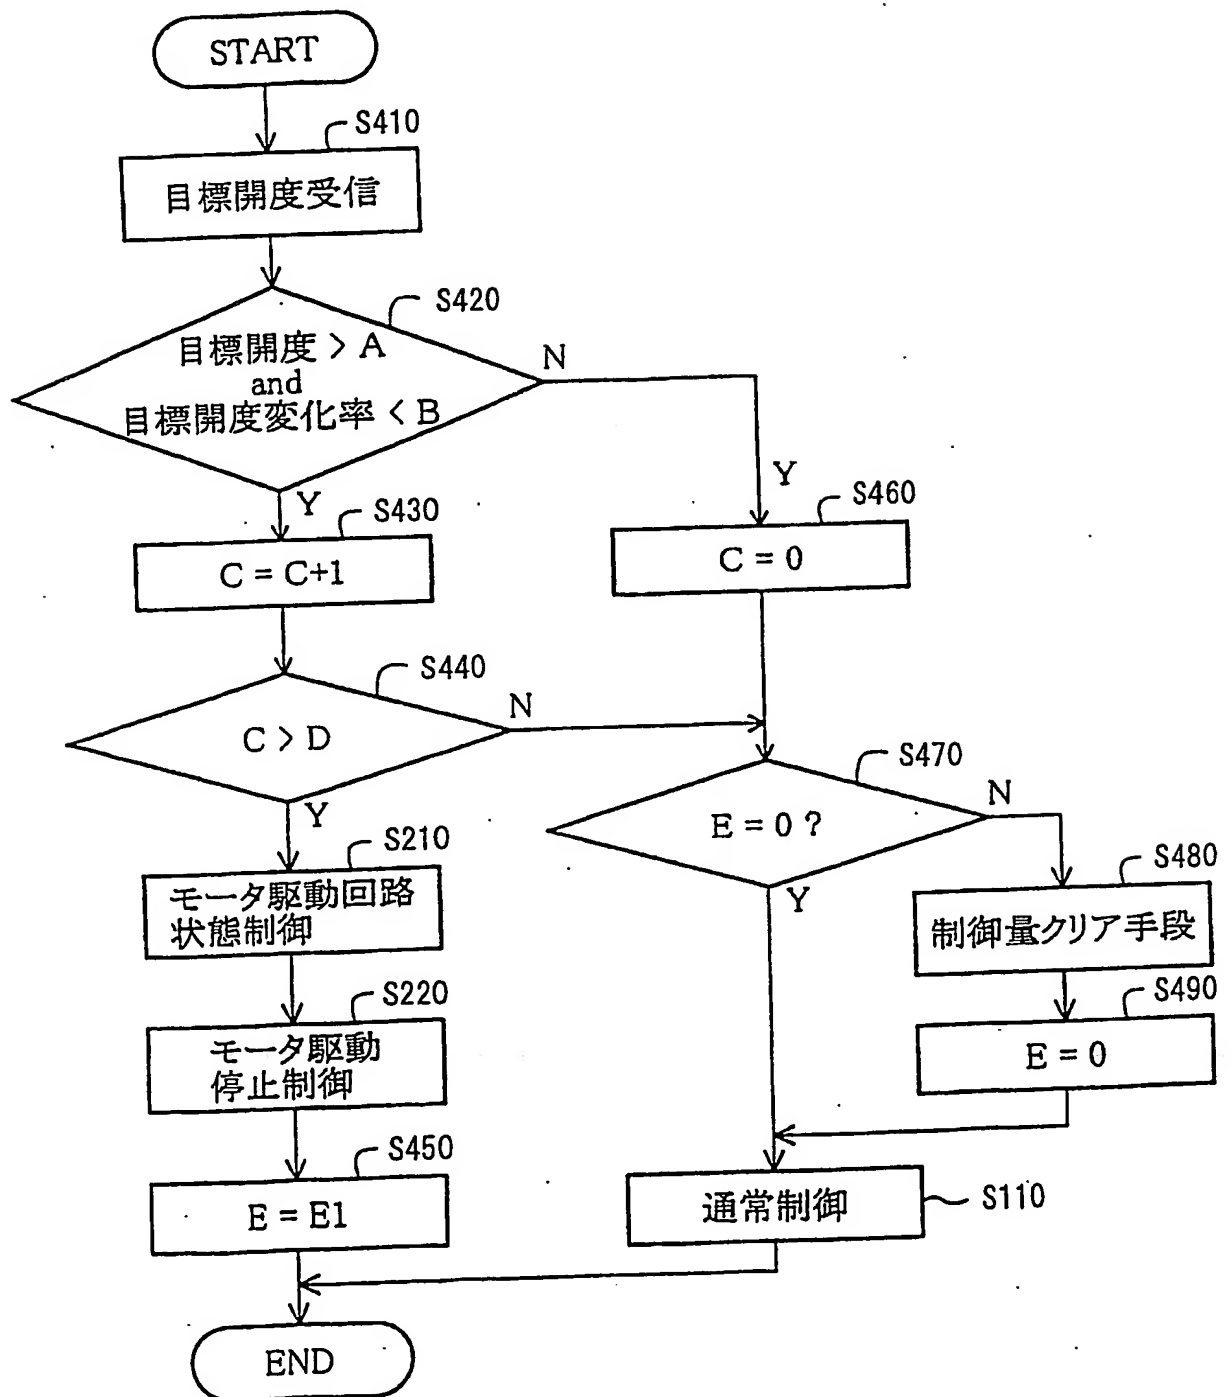 START
S410
目標開度受信
S420
目標開度 > A
and
目標開度変化率 < B
N
Y
Y
S430
C = C+1
S460
C = 0
S440
C > D
N
Y
S470
E = 0 ?
N
Y
S210
モータ駆動回路
状態制御
S480
制御量クリア手段
S220
モータ駆動
停止制御
S490
E = 0
S450
E = E1
通常制御
S110
END